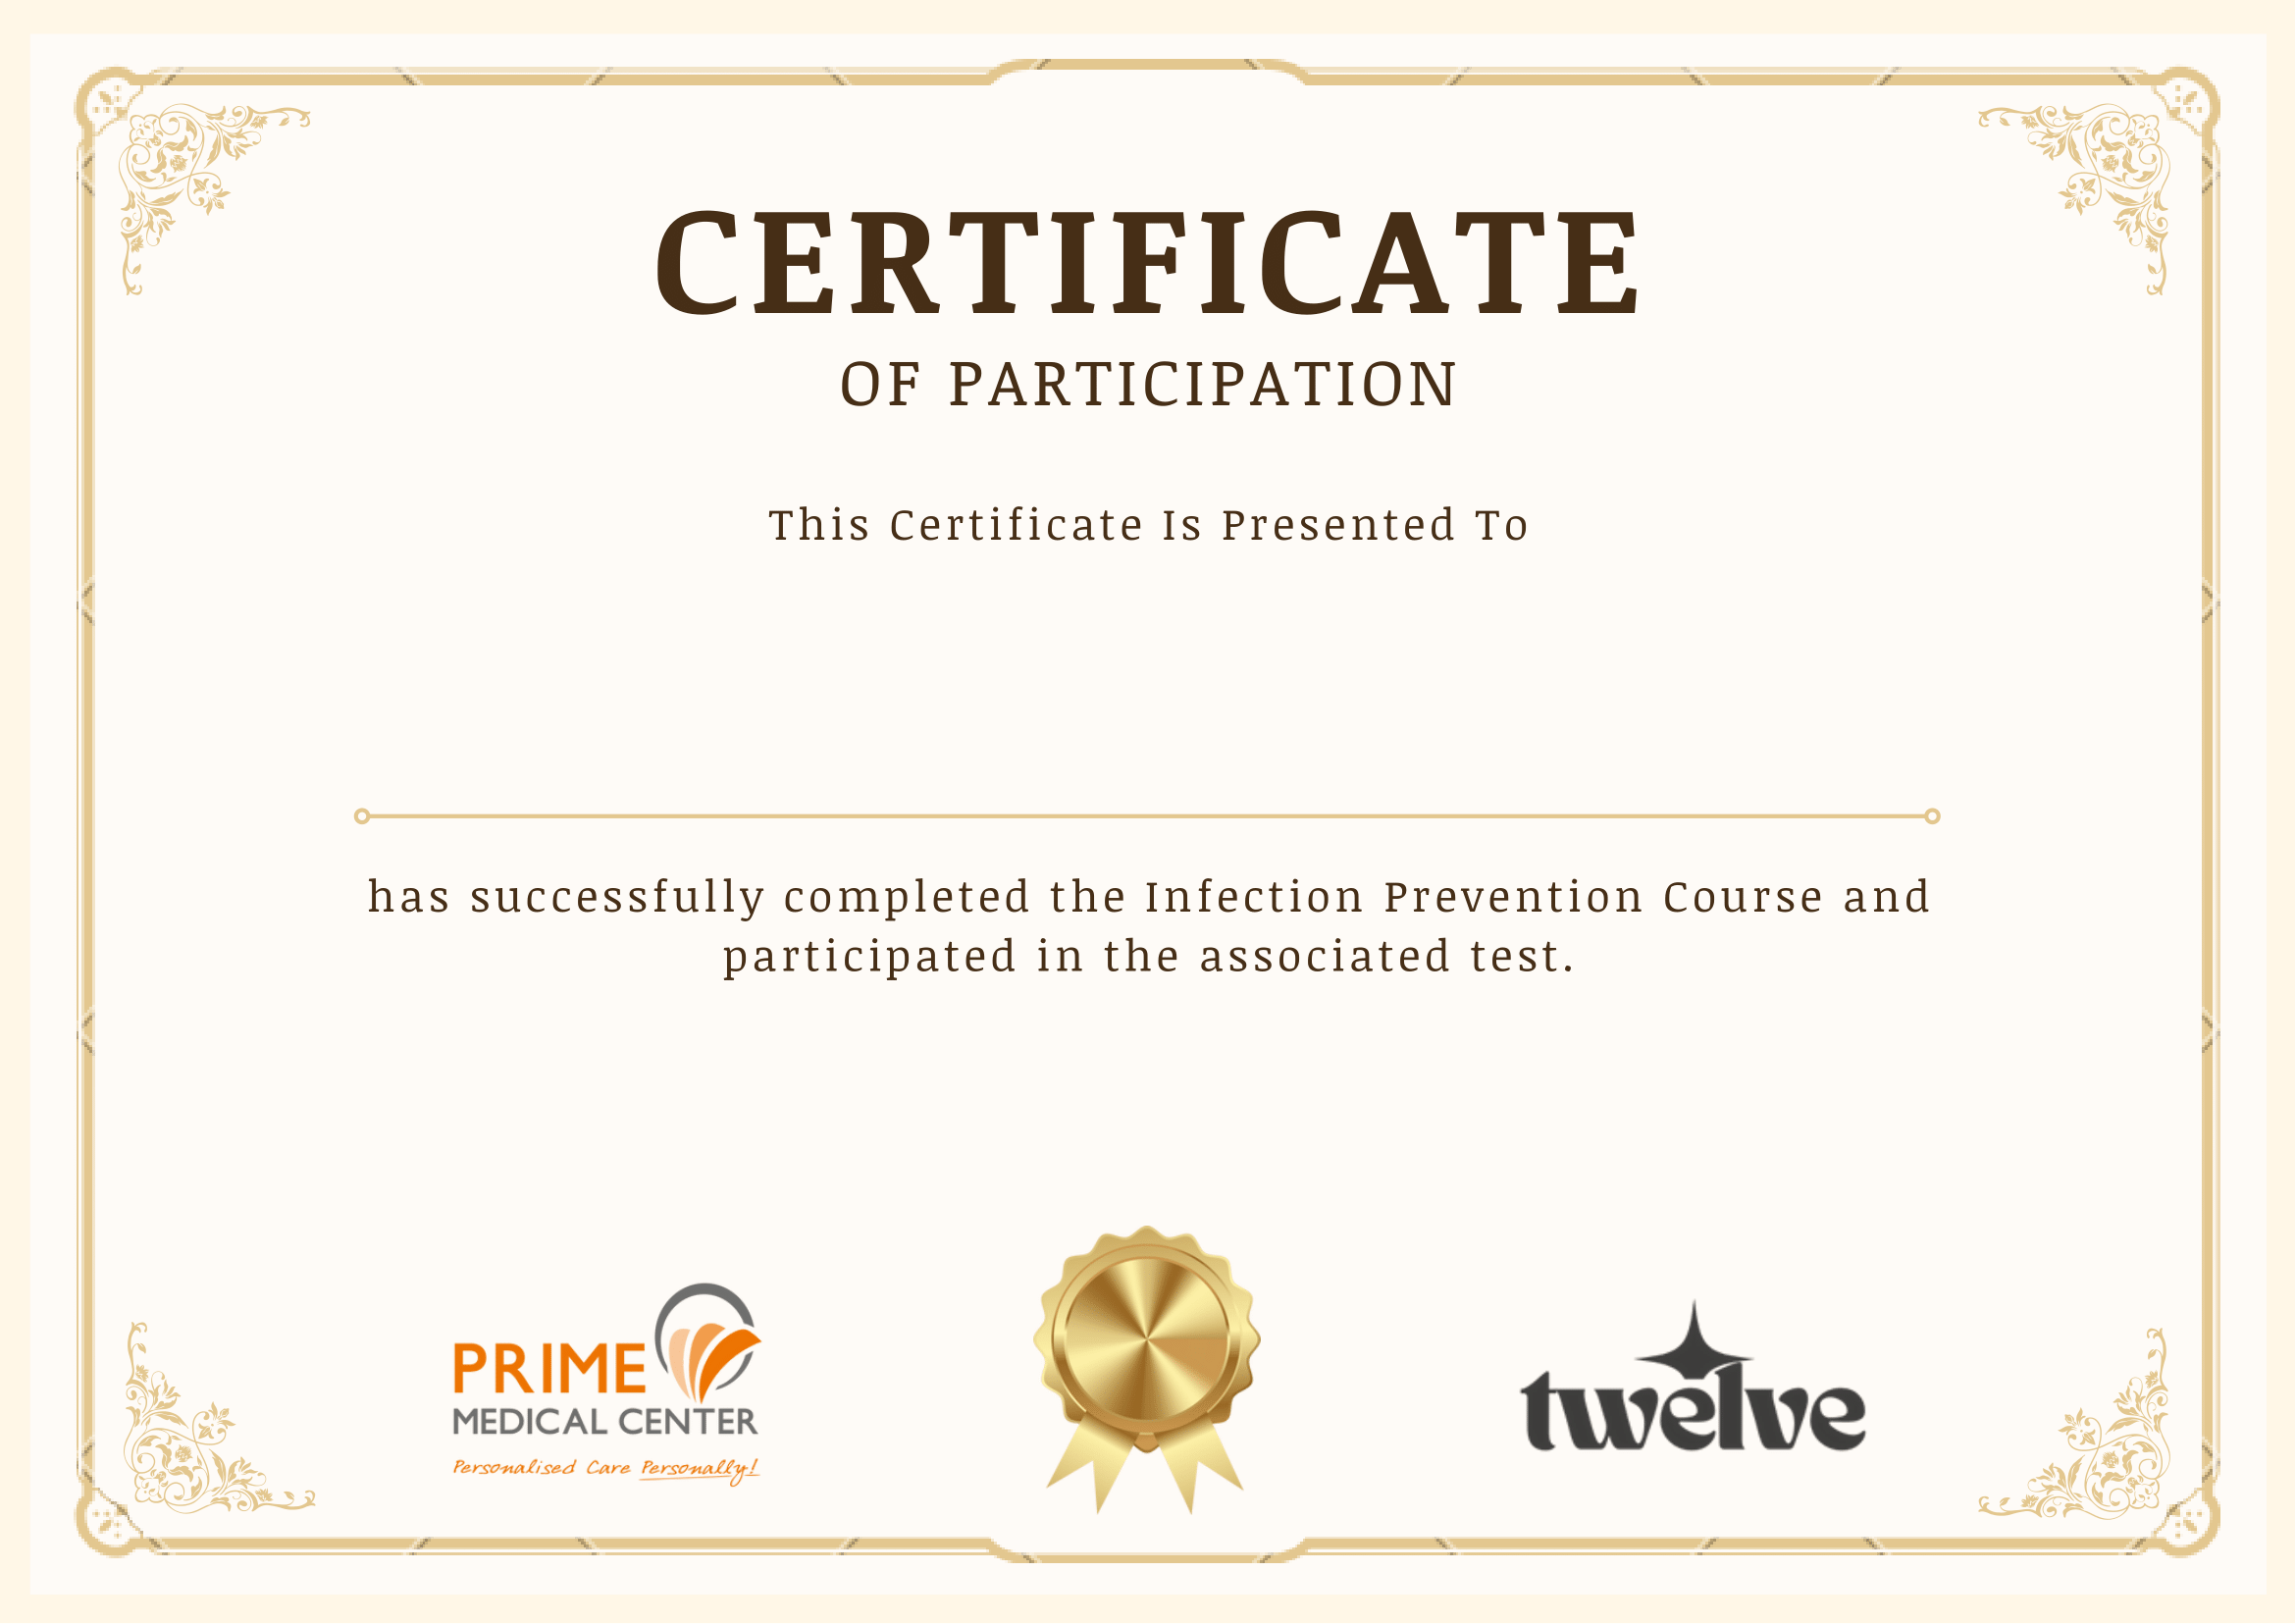 CERTIFICATE
OF PARTICIPATION
This Certificate Is Presented To
has successfully completed the Infection Prevention Course and
participated in the associated test.
PRIME
MEDICAL CENTER
Personalised Care Personally!
twelve